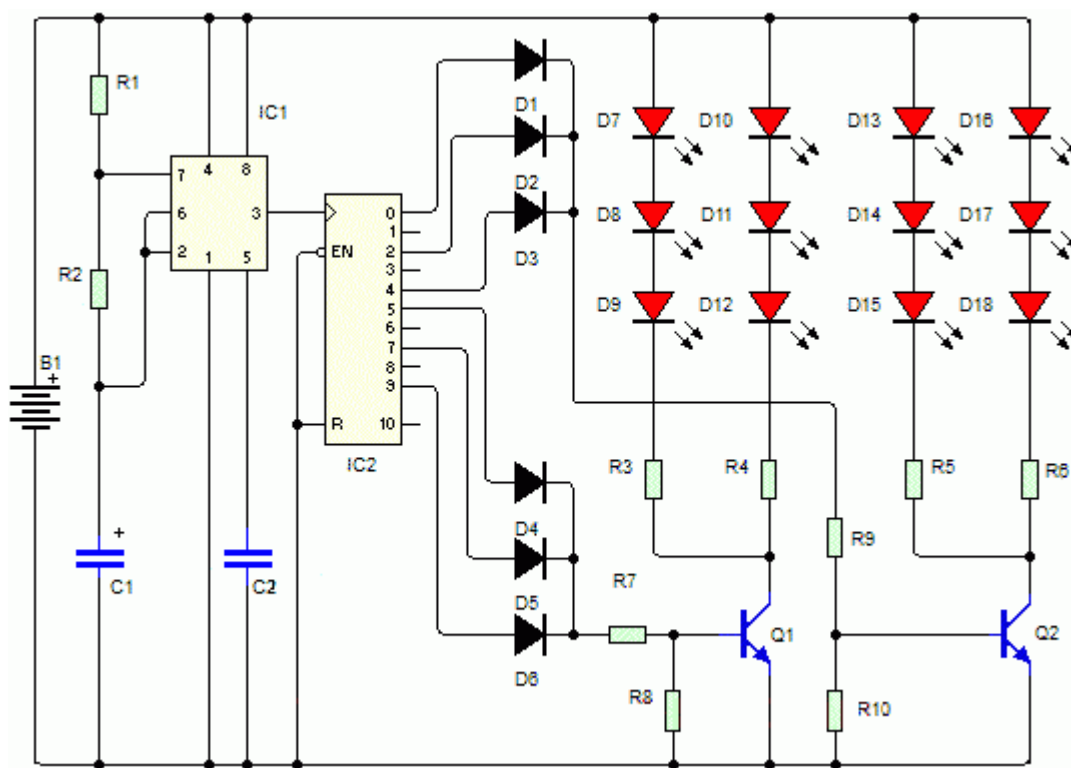 R1
IC1
7 4 8
6 3
2 1 5
R2
B1
+
+
C1
C2
0
1
EN 2
3
4
5
6
7
8
9
R 10
IC2
D1
D2
D3
D4
D5
D6
D7 D10 D13 D16
D8 D11 D14 D17
D9 D12 D15 D18
R3 R4 R5 R6
R9
R7
Q1 Q2
R8 R10